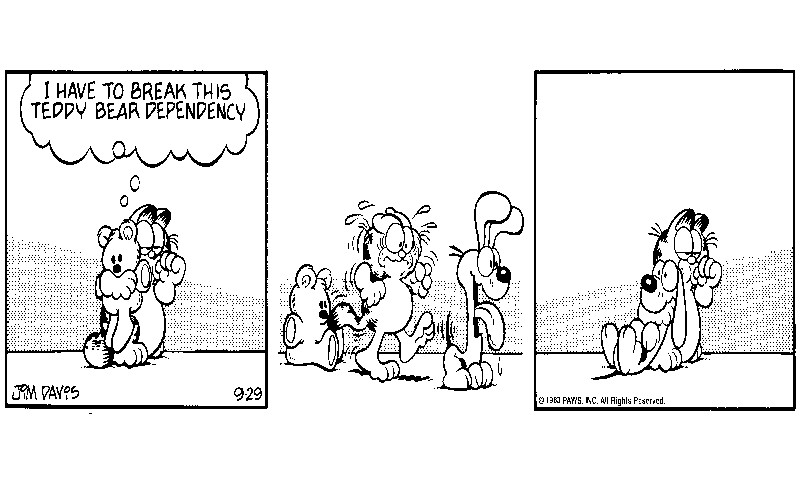 I HAVE TO BREAK THIS
TEDDY BEAR DEPENDENCY
JIM DAVIS
9-29
© 1983 PAWS, INC. All Rights Reserved.